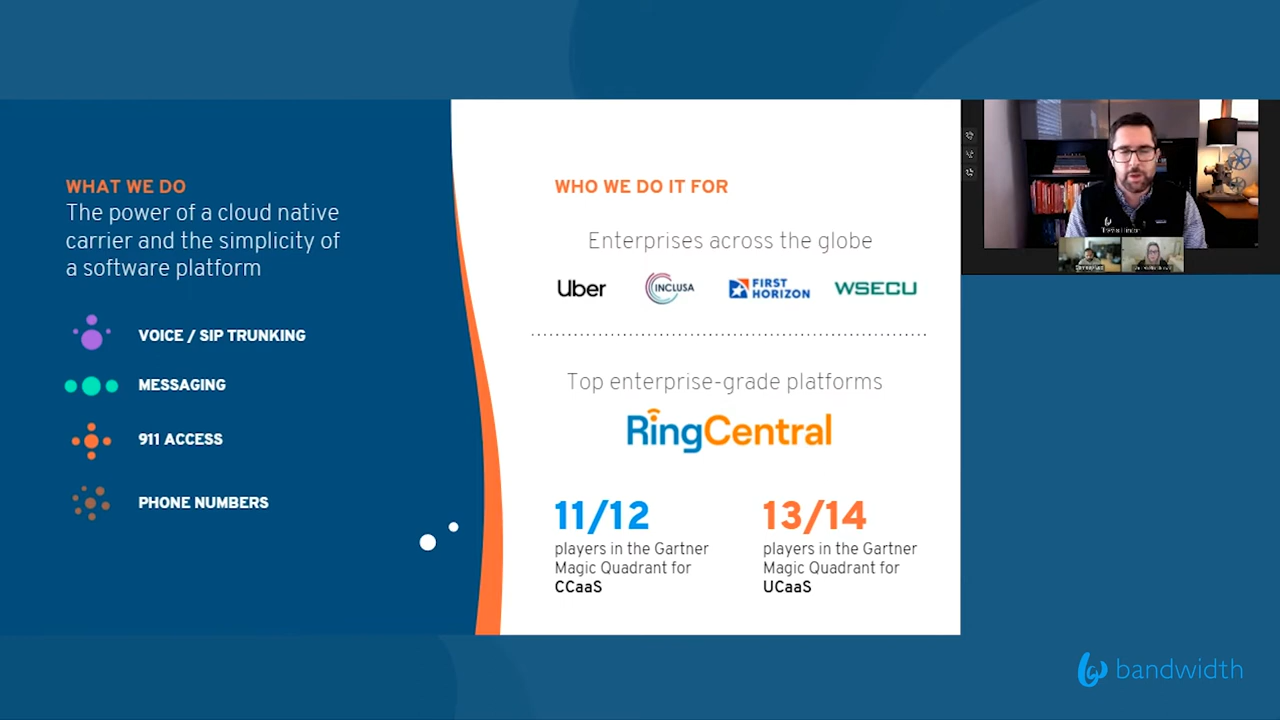 WHAT WE DO
The power of a cloud native
carrier and the simplicity of
a software platform
VOICE / SIP TRUNKING
MESSAGING
911 ACCESS
PHONE NUMBERS
WHO WE DO IT FOR
Enterprises across the globe
Uber
INCLUSA
FIRST
HORIZON
WSECU
Top enterprise-grade platforms
RingCentral
11/12
players in the Gartner
Magic Quadrant for
CCaaS
13/14
players in the Gartner
Magic Quadrant for
UCaaS
bandwidth